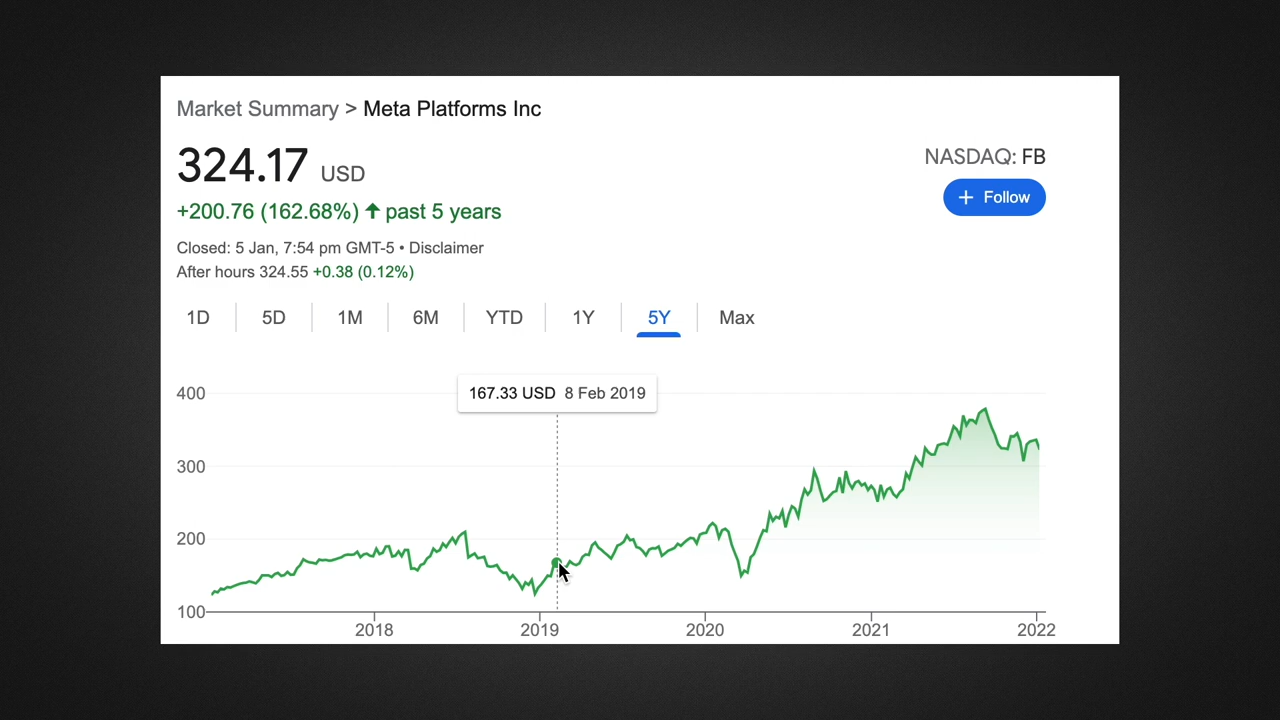 Market Summary > Meta Platforms Inc
324.17 USD
NASDAQ: FB
+200.76 (162.68%) ↑ past 5 years
+ Follow
Closed: 5 Jan, 7:54 pm GMT-5 • Disclaimer
After hours 324.55 +0.38 (0.12%)
1D 5D 1M 6M YTD 1Y 5Y Max
167.33 USD 8 Feb 2019
400
300
200
100
2018 2019 2020 2021 2022